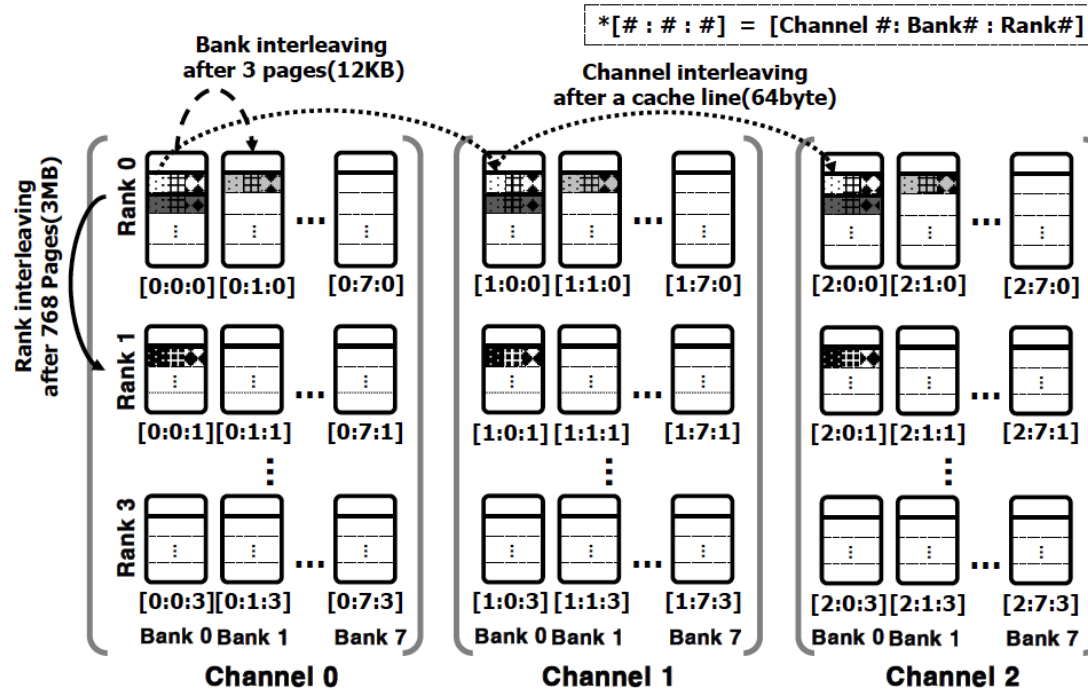 *[# : # : #] = [Channel #: Bank# : Rank#]
Bank interleaving
after 3 pages(12KB)
Channel interleaving
after a cache line(64byte)
Rank interleaving
after 768 Pages(3MB)
Rank 0
...
...
...
[0:0:0] [0:1:0] [0:7:0]
[1:0:0] [1:1:0] [1:7:0]
[2:0:0] [2:1:0] [2:7:0]
Rank 1
...
...
...
[0:0:1] [0:1:1] [0:7:1]
[1:0:1] [1:1:1] [1:7:1]
[2:0:1] [2:1:1] [2:7:1]
Rank 3
...
...
...
[0:0:3] [0:1:3] [0:7:3]
[1:0:3] [1:1:3] [1:7:3]
[2:0:3] [2:1:3] [2:7:3]
Bank 0 Bank 1 Bank 7
Bank 0 Bank 1 Bank 7
Bank 0 Bank 1 Bank 7
Channel 0
Channel 1
Channel 2